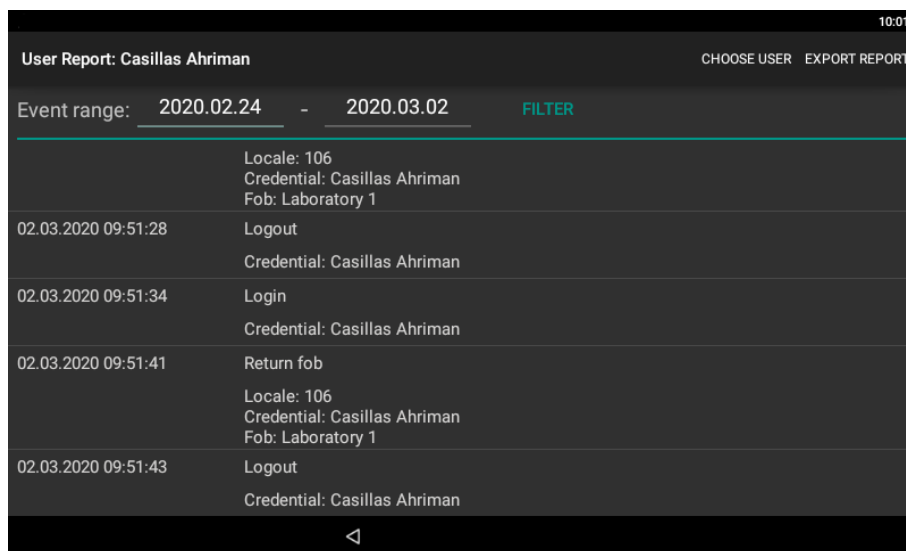 10:01
User Report: Casillas Ahriman CHOOSE USER EXPORT REPORT
Event range: 2020.02.24 - 2020.03.02 FILTER
Locale: 106
Credential: Casillas Ahriman
Fob: Laboratory 1
02.03.2020 09:51:28 Logout
Credential: Casillas Ahriman
02.03.2020 09:51:34 Login
Credential: Casillas Ahriman
02.03.2020 09:51:41 Return fob
Locale: 106
Credential: Casillas Ahriman
Fob: Laboratory 1
02.03.2020 09:51:43 Logout
Credential: Casillas Ahriman